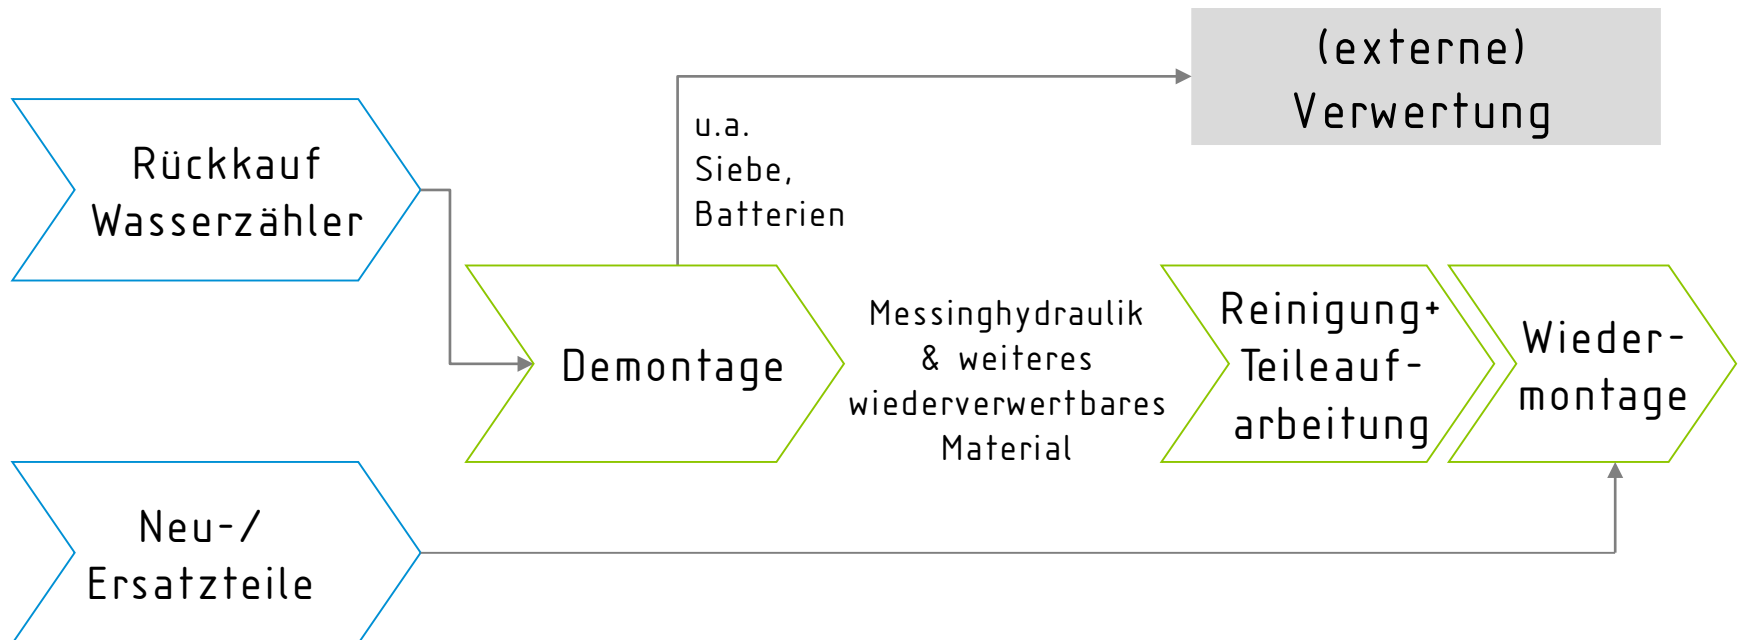 (externe)
Verwertung
u.a.
Siebe,
Batterien
Rückkauf
Wasserzähler
Demontage
Messinghydraulik
& weiteres
wiederverwertbares
Material
Reinigung+
Teileauf-
arbeitung
Wieder-
montage
Neu-/
Ersatzteile